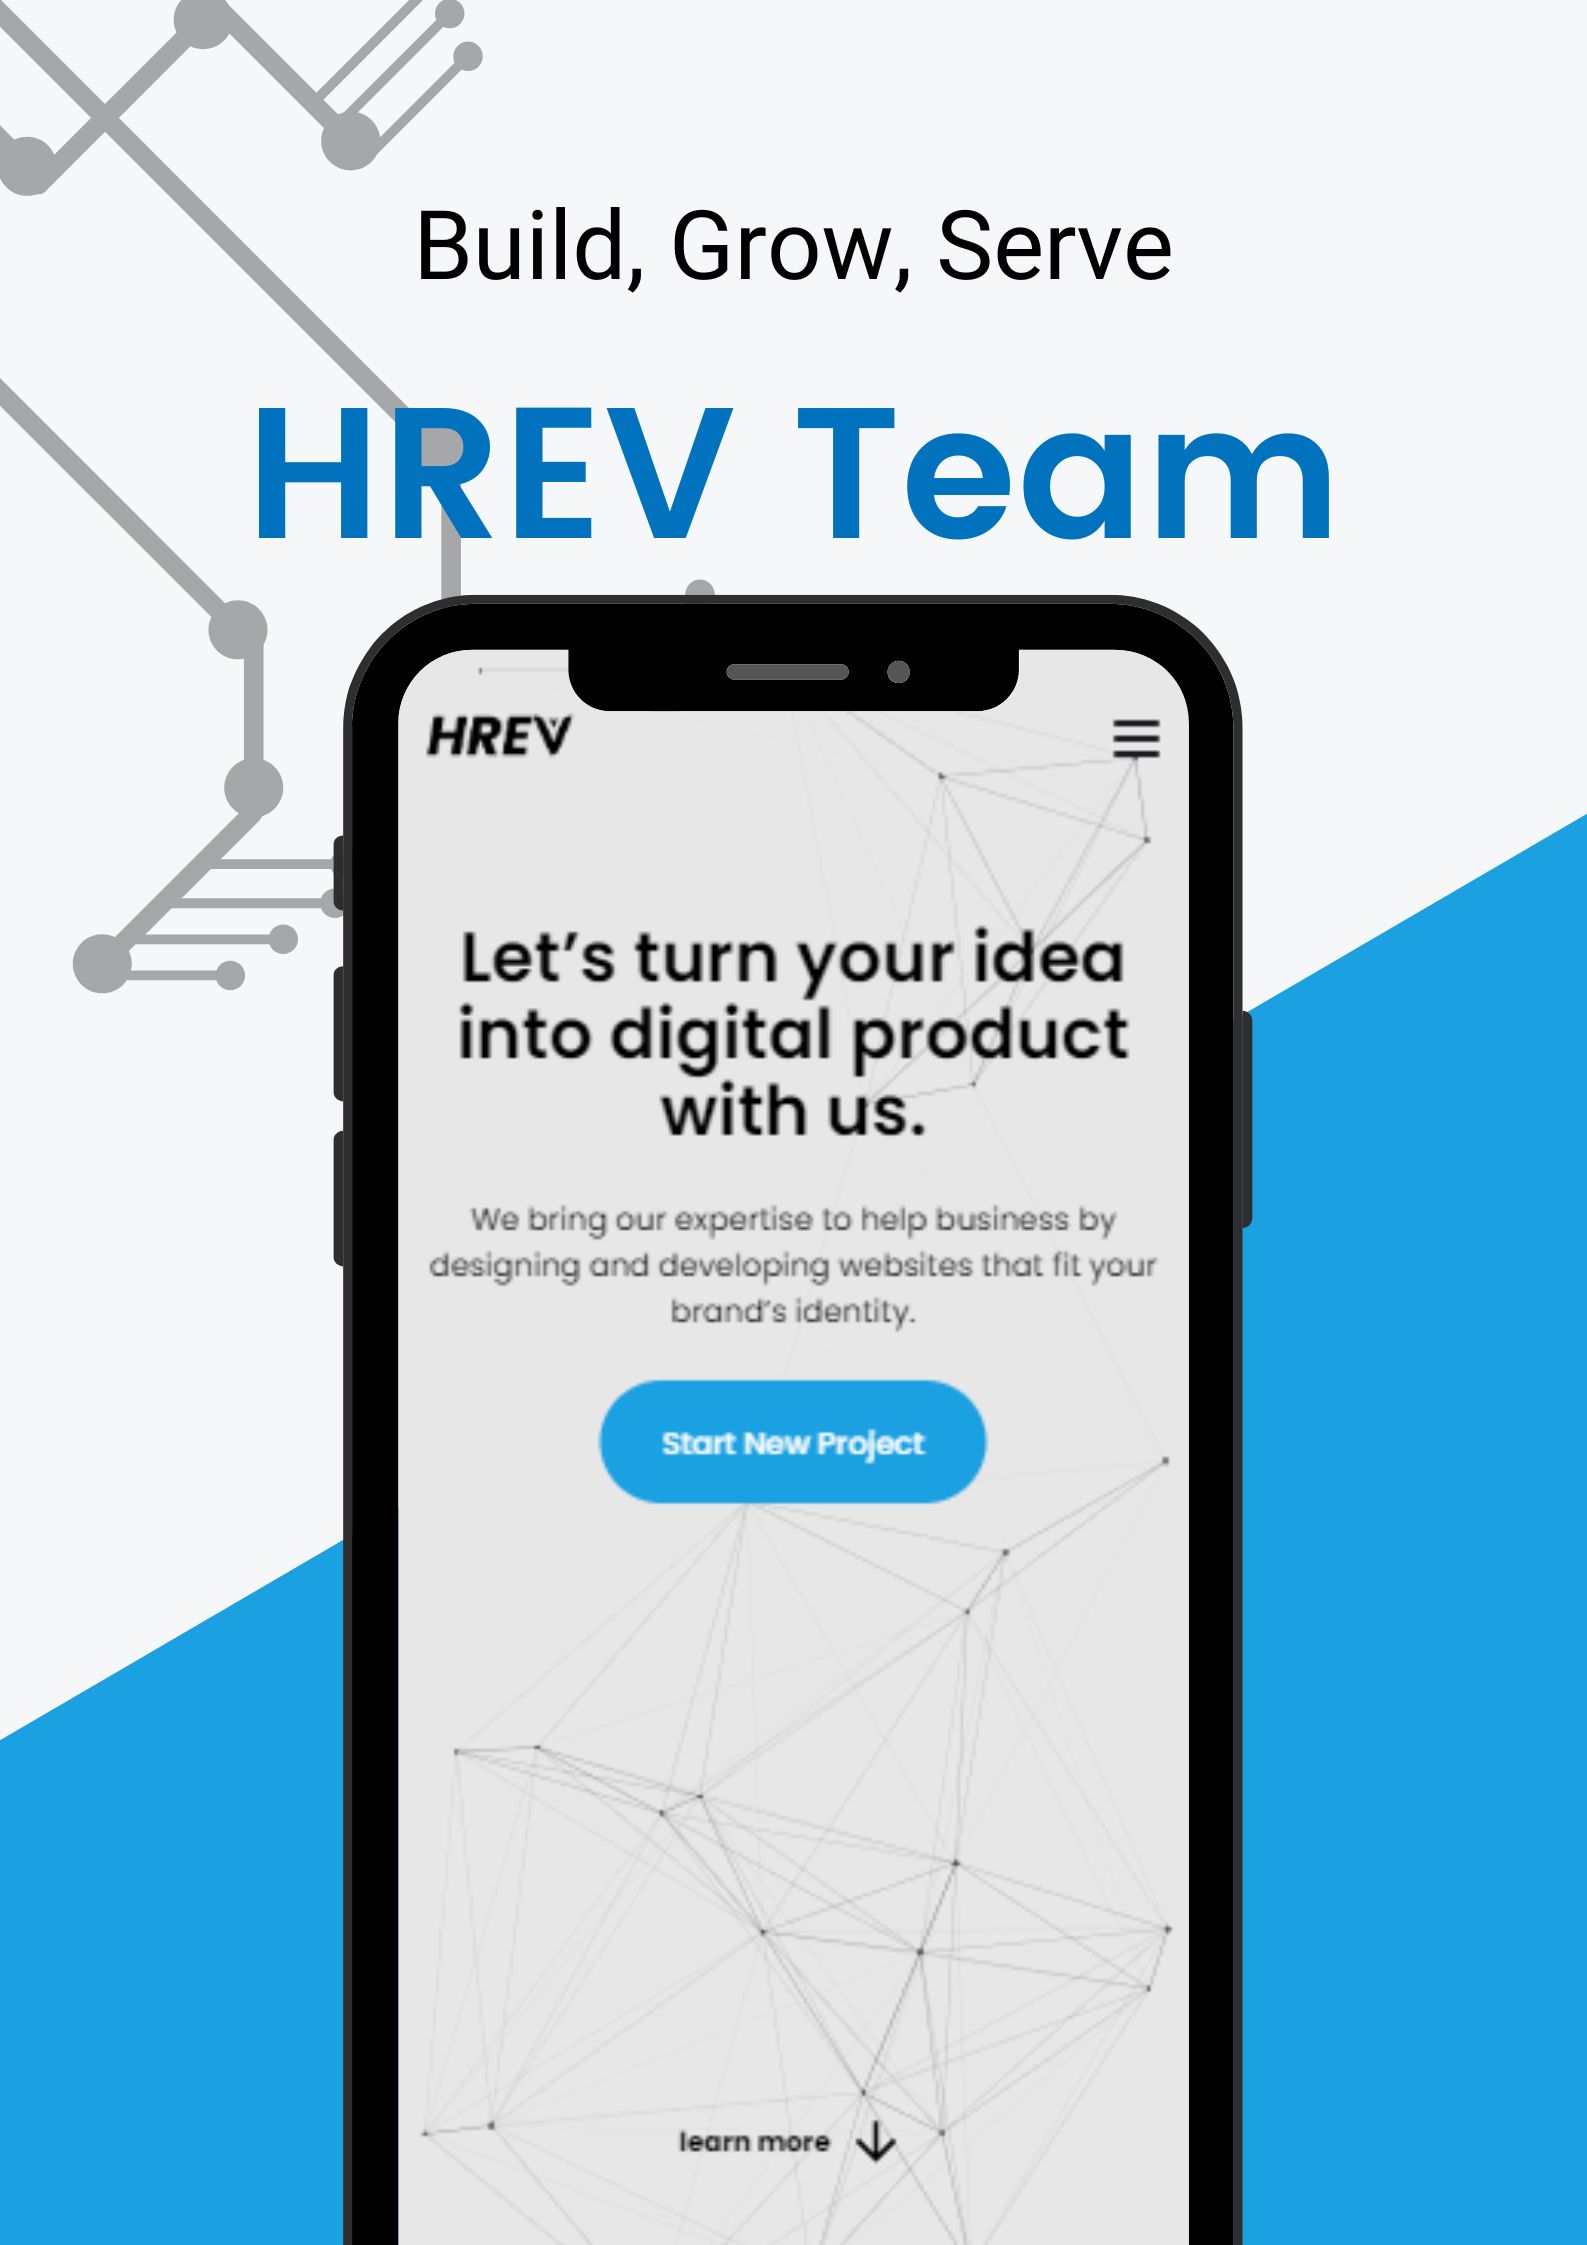 Build, Grow, Serve
HREV Team
HREV
Let’s turn your idea
into digital product
with us.
We bring our expertise to help business by
designing and developing websites that fit your
brand’s identity.
Start New Project
learn more